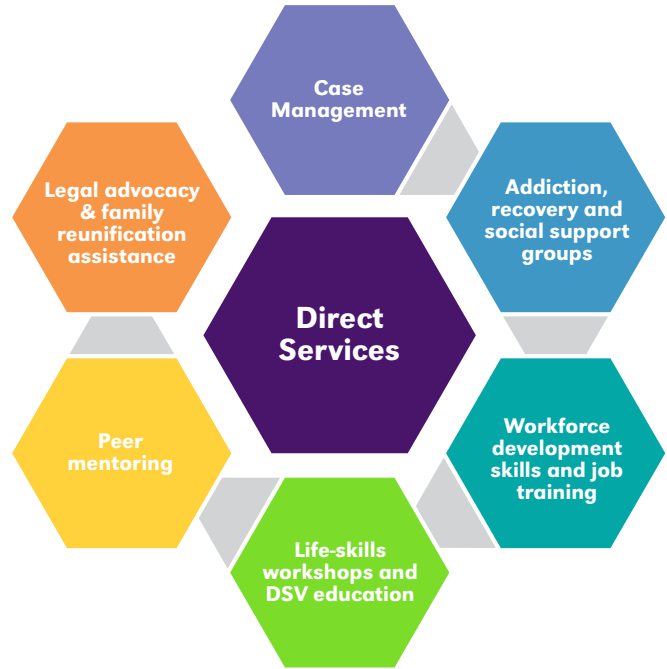 Case
Management
Addiction,
recovery and
social support
groups
Workforce
development
skills and job
training
Life-skills
workshops and
DSV education
Peer
mentoring
Legal advocacy
& family
reunification
assistance
Direct
Services